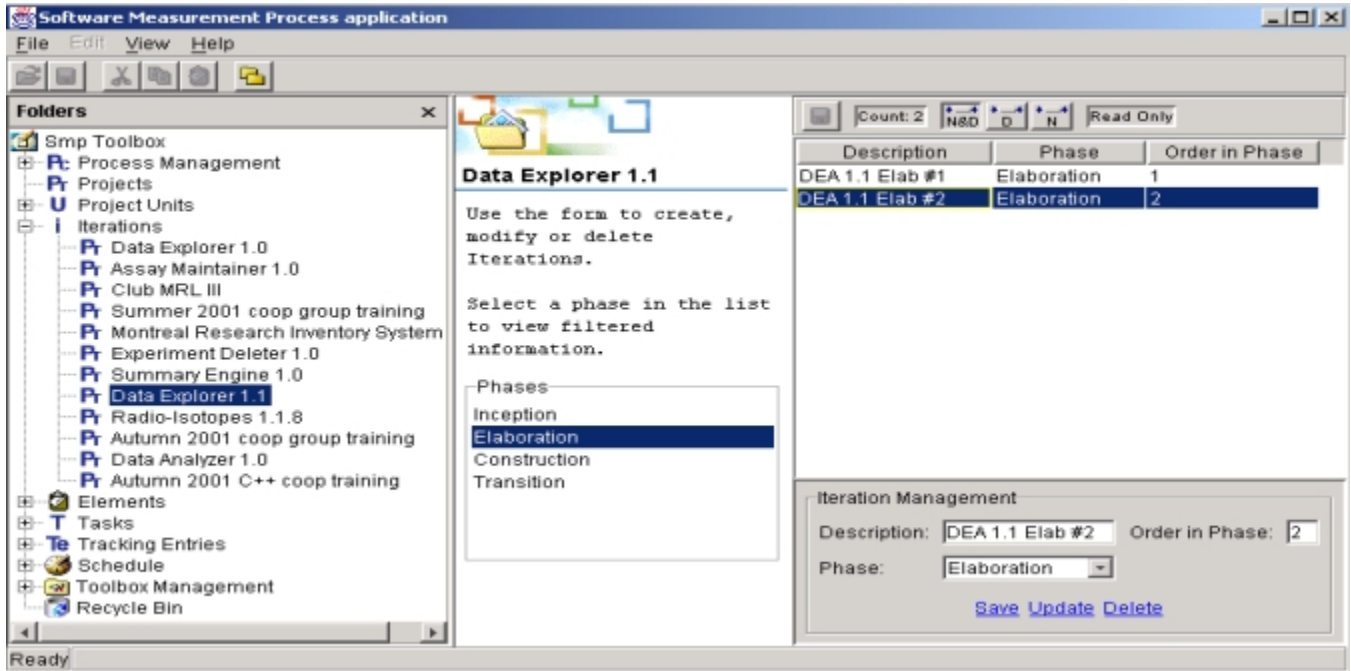 Software Measurement Process application
File Edit View Help
Folders
Smp Toolbox
Process Management
Projects
Project Units
Iterations
Data Explorer 1.0
Assay Maintainer 1.0
Club MRL III
Summer 2001 coop group training
Montreal Research Inventory System
Experiment Deleter 1.0
Summary Engine 1.0
Data Explorer 1.1
Radio-Isotopes 1.1.8
Autumn 2001 coop group training
Data Analyzer 1.0
Autumn 2001 C++ coop training
Elements
T Tasks
Te Tracking Entries
Schedule
Toolbox Management
Recycle Bin
Ready
Data Explorer 1.1
Use the form to create,
modify or delete
Iterations.
Select a phase in the list
to view filtered
information.
Phases
Inception
Elaboration
Construction
Transition
Count: 2 N&D D N Read Only
Description Phase Order in Phase
DEA 1.1 Elab #1 Elaboration 1
DEA 1.1 Elab #2 Elaboration 2
Iteration Management
Description: DEA 1.1 Elab #2 Order in Phase: 2
Phase: Elaboration
Save Update Delete